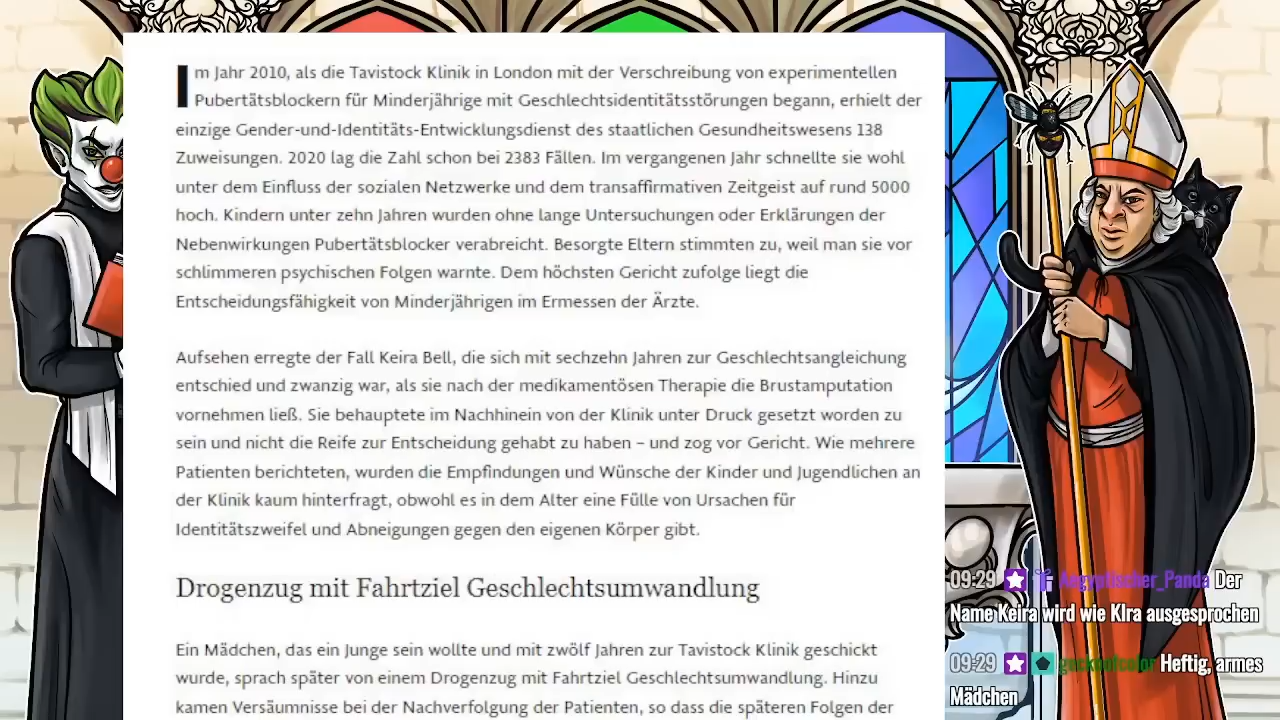 Im Jahr 2010, als die Tavistock Klinik in London mit der Verschreibung von experimentellen
Pubertätsblockern für Minderjährige mit Geschlechtsidentitätsstörungen begann, erhielt der
einzige Gender-und-Identitäts-Entwicklungsdienst des staatlichen Gesundheitswesens 138
Zuweisungen. 2020 lag die Zahl schon bei 2383 Fällen. Im vergangenen Jahr schnellte sie wohl
unter dem Einfluss der sozialen Netzwerke und dem transaffirmativen Zeitgeist auf rund 5000
hoch. Kindern unter zehn Jahren wurden ohne lange Untersuchungen oder Erklärungen der
Nebenwirkungen Pubertätsblocker verabreicht. Besorgte Eltern stimmten zu, weil man sie vor
schlimmeren psychischen Folgen warnte. Dem höchsten Gericht zufolge liegt die
Entscheidungsfähigkeit von Minderjährigen im Ermessen der Ärzte.
Aufsehen erregte der Fall Keira Bell, die sich mit sechzehn Jahren zur Geschlechtsangleichung
entschied und zwanzig war, als sie nach der medikamentösen Therapie die Brustamputation
vornehmen ließ. Sie behauptete im Nachhinein von der Klinik unter Druck gesetzt worden zu
sein und nicht die Reife zur Entscheidung gehabt zu haben – und zog vor Gericht. Wie mehrere
Patienten berichteten, wurden die Empfindungen und Wünsche der Kinder und Jugendlichen an
der Klinik kaum hinterfragt, obwohl es in dem Alter eine Fülle von Ursachen für
Identitätszweifel und Abneigungen gegen den eigenen Körper gibt.
Drogenzug mit Fahrtziel Geschlechtsumwandlung
Ein Mädchen, das ein Junge sein wollte und mit zwölf Jahren zur Tavistock Klinik geschickt
wurde, sprach später von einem Drogenzug mit Fahrtziel Geschlechtsumwandlung. Hinzu
kamen Versäumnisse bei der Nachverfolgung der Patienten, so dass die späteren Folgen der
09:29 Aegyptischer_Panda Der
Name Keira wird wie KIra ausgesprochen
09:29 Heftig, armes
Mädchen